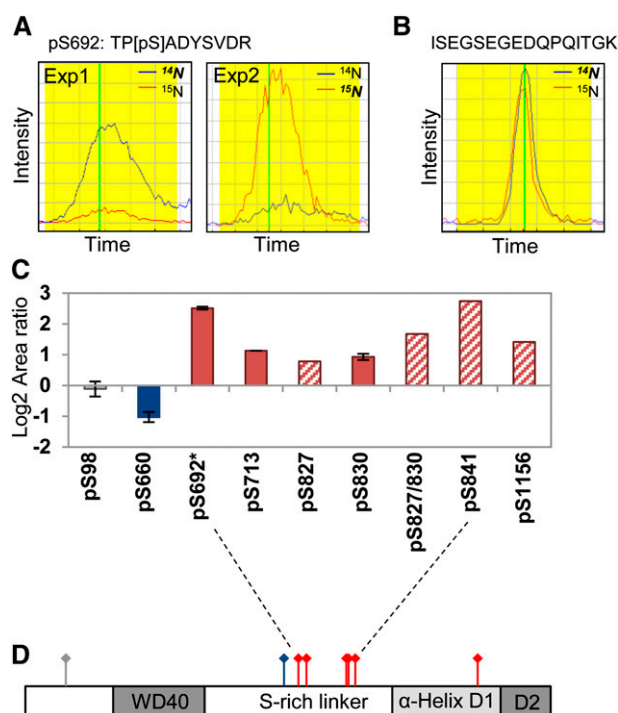 A
pS692: TP[pS]ADYSVDR
Exp1
14N
15N
Intensity
Time
Exp2
14N
15N
Time
B
ISEGSEGEDQPQITGK
14N
15N
Intensity
Time
C
Log2 Area ratio
3
2
1
0
-1
-2
pS98
pS660
pS692*
pS713
pS827
pS830
pS827/830
pS841
pS1156
D
WD40
S-rich linker
α-Helix D1
D2